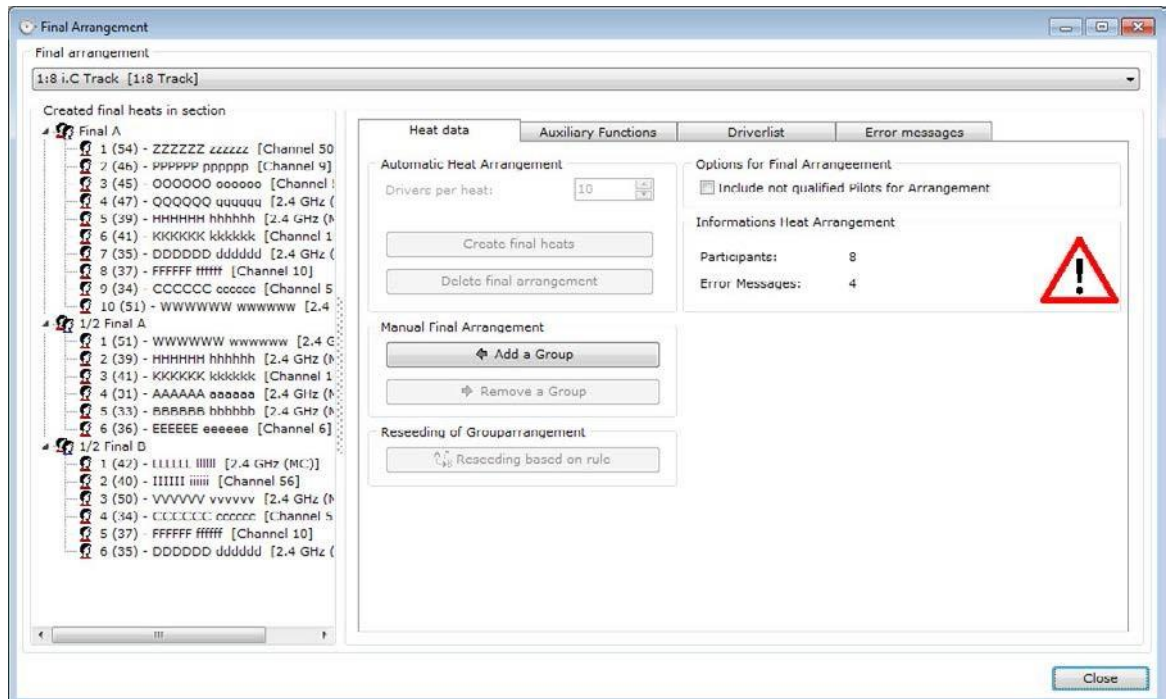 Final Arrangement
Final arrangement
1:8 i.C Track [1:8 Track]
Created final heats in section
Final A
1 (54) - ZZZZZZ zzzzzz [Channel 50
2 (46) - PPPPPP pppppp [Channel 9]
3 (45) - OOOOOO oooooo [Channel
4 (47) - QQQQQQ qqqqqq [2.4 GHz (
5 (39) - HHHHHH hhhhhh [2.4 GHz (M
6 (41) - KKKKKK kkkkkk [Channel 1
7 (35) - DDDDDD dddddd [2.4 GHz (
8 (37) - FFFFFF ffffff [Channel 10]
9 (34) - CCCCCC cccccc [Channel 5
10 (51) - WWWWWW wwwwww [2.4
1/2 Final A
1 (51) - WWWWWW wwwwww [2.4 G
2 (39) - HHHHHH hhhhhh [2.4 GHz (M
3 (41) - KKKKKK kkkkkk [Channel 1
4 (31) - AAAAAA aaaaaa [2.4 GHz (M
5 (33) - BBBBBB bbbbbb [2.4 GHz (M
6 (36) - EEEEEE eeeeee [Channel 6]
1/2 Final B
1 (42) - LLLLLL llllll [2.4 GHz (MC)]
2 (40) - IIIIII iiiiii [Channel 56]
3 (50) - VVVVVV vvvvvv [2.4 GHz (M
4 (34) - CCCCCC cccccc [Channel 5
5 (37) - FFFFFF ffffff [Channel 10]
6 (35) - DDDDDD dddddd [2.4 GHz (
Heat data
Auxiliary Functions
Driverlist
Error messages
Automatic Heat Arrangement
Drivers per heat: 10
Create final heats
Delete final arrangement
Manual Final Arrangement
Add a Group
Remove a Group
Reseeding of Grouparrangement
Reseeding based on rule
Options for Final Arrangeement
Include not qualified Pilots for Arrangement
Informations Heat Arrangement
Participants: 8
Error Messages: 4
Close